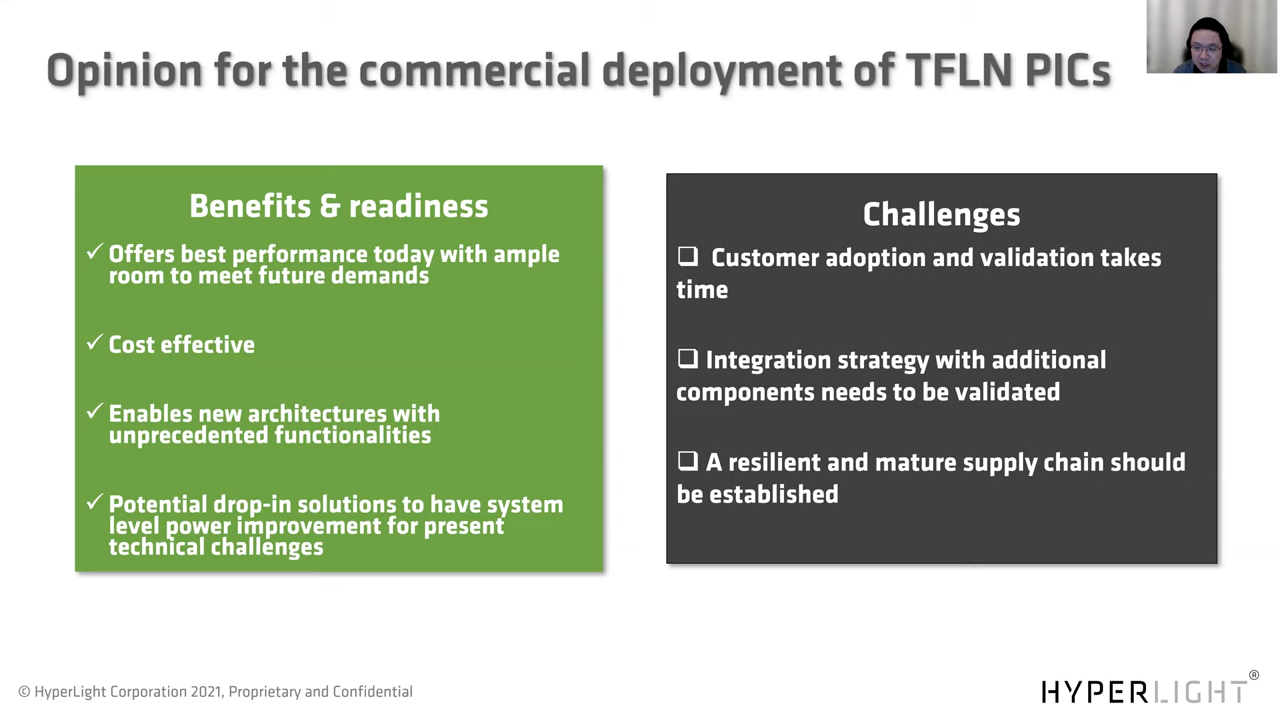 Opinion for the commercial deployment of TFLN PICs
Benefits & readiness
✓ Offers best performance today with ample
room to meet future demands
✓ Cost effective
✓ Enables new architectures with
unprecedented functionalities
✓ Potential drop-in solutions to have system
level power improvement for present
technical challenges
Challenges
❑ Customer adoption and validation takes
time
❑ Integration strategy with additional
components needs to be validated
❑ A resilient and mature supply chain should
be established
© HyperLight Corporation 2021, Proprietary and Confidential
HYPERLIGHT®